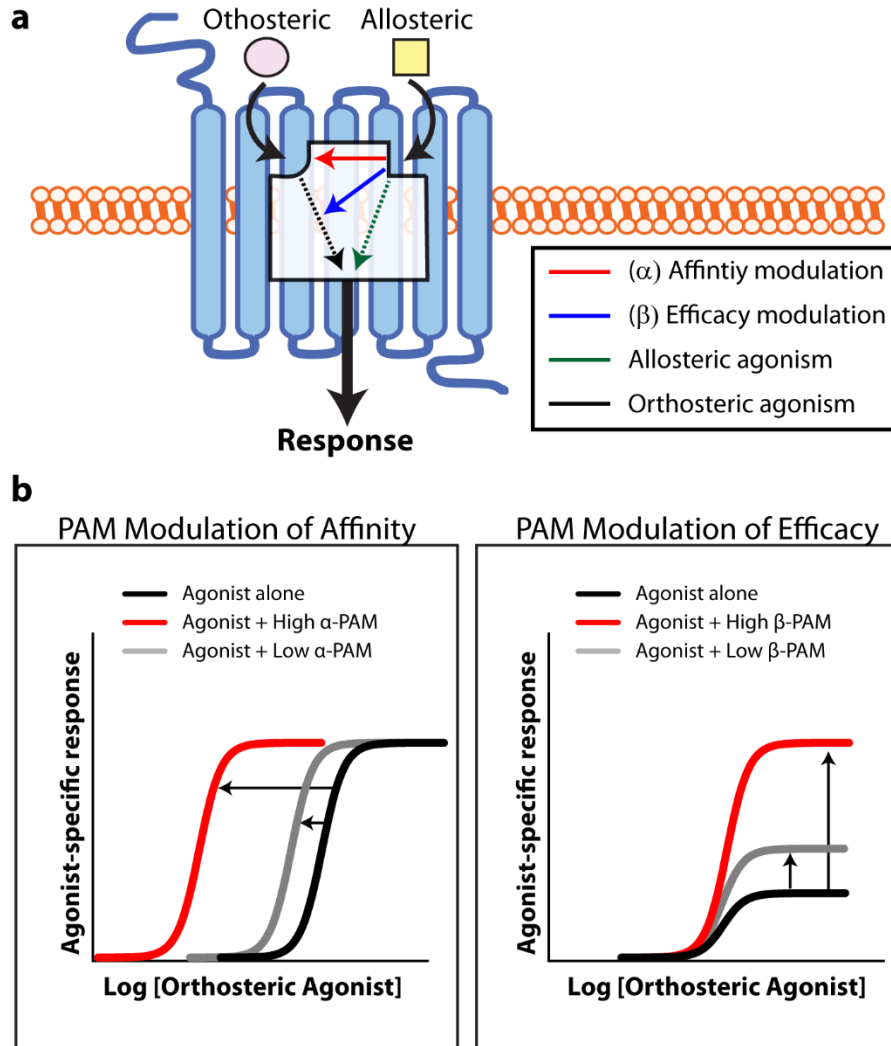 a
Othosteric
Allosteric
(α) Affintiy modulation
(β) Efficacy modulation
Allosteric agonism
Orthosteric agonism
Response
b
PAM Modulation of Affinity
Agonist alone
Agonist + High α-PAM
Agonist + Low α-PAM
Agonist-specific response
Log [Orthosteric Agonist]
PAM Modulation of Efficacy
Agonist alone
Agonist + High β-PAM
Agonist + Low β-PAM
Agonist-specific response
Log [Orthosteric Agonist]